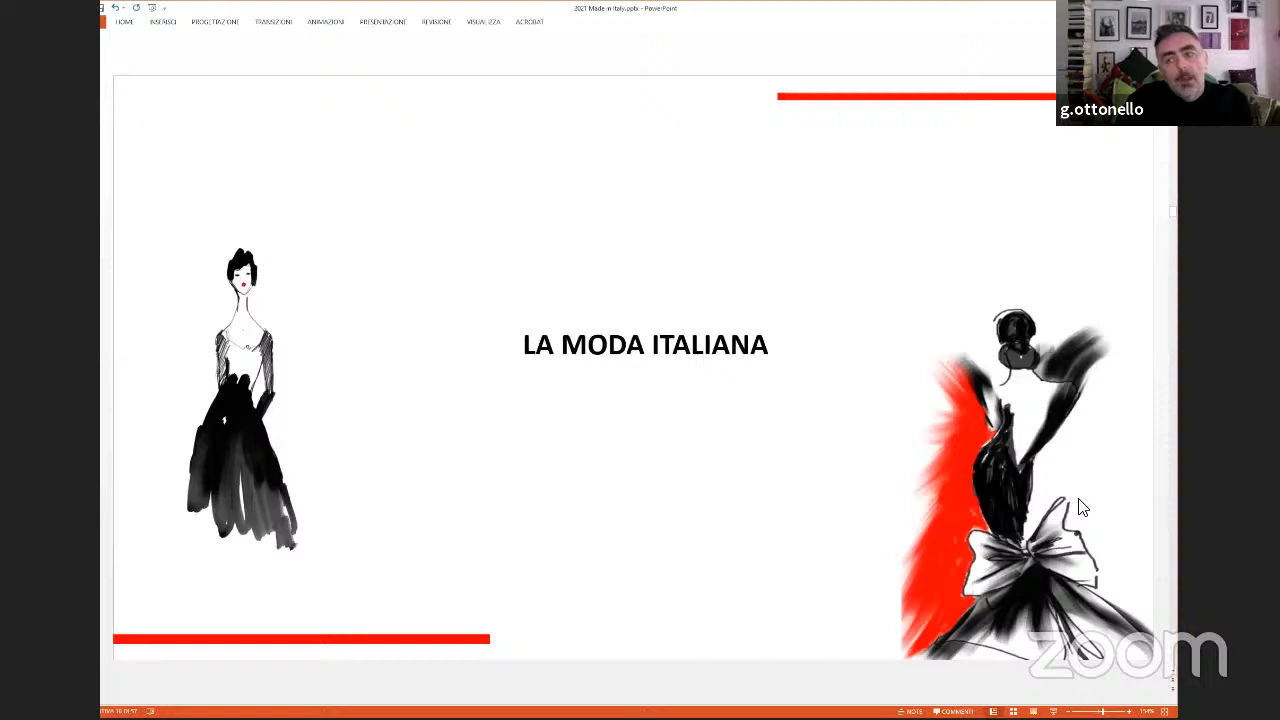 2021 Made in Italy.pptx - PowerPoint
HOME INSERISCI PROGETTAZIONE TRANSIZIONI ANIMAZIONI PRESENTAZIONE REVISIONE VISUALIZZA ACROBAT
g.ottonello
LA MODA ITALIANA
zoom
NOTE COMMENTI 154%